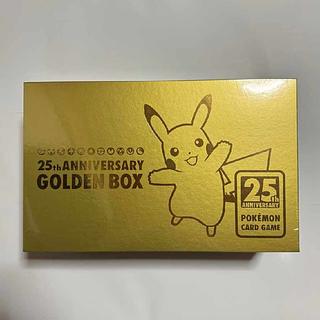 25th ANNIVERSARY
GOLDEN BOX
25th
ANNIVERSARY
POKÉMON
CARD GAME